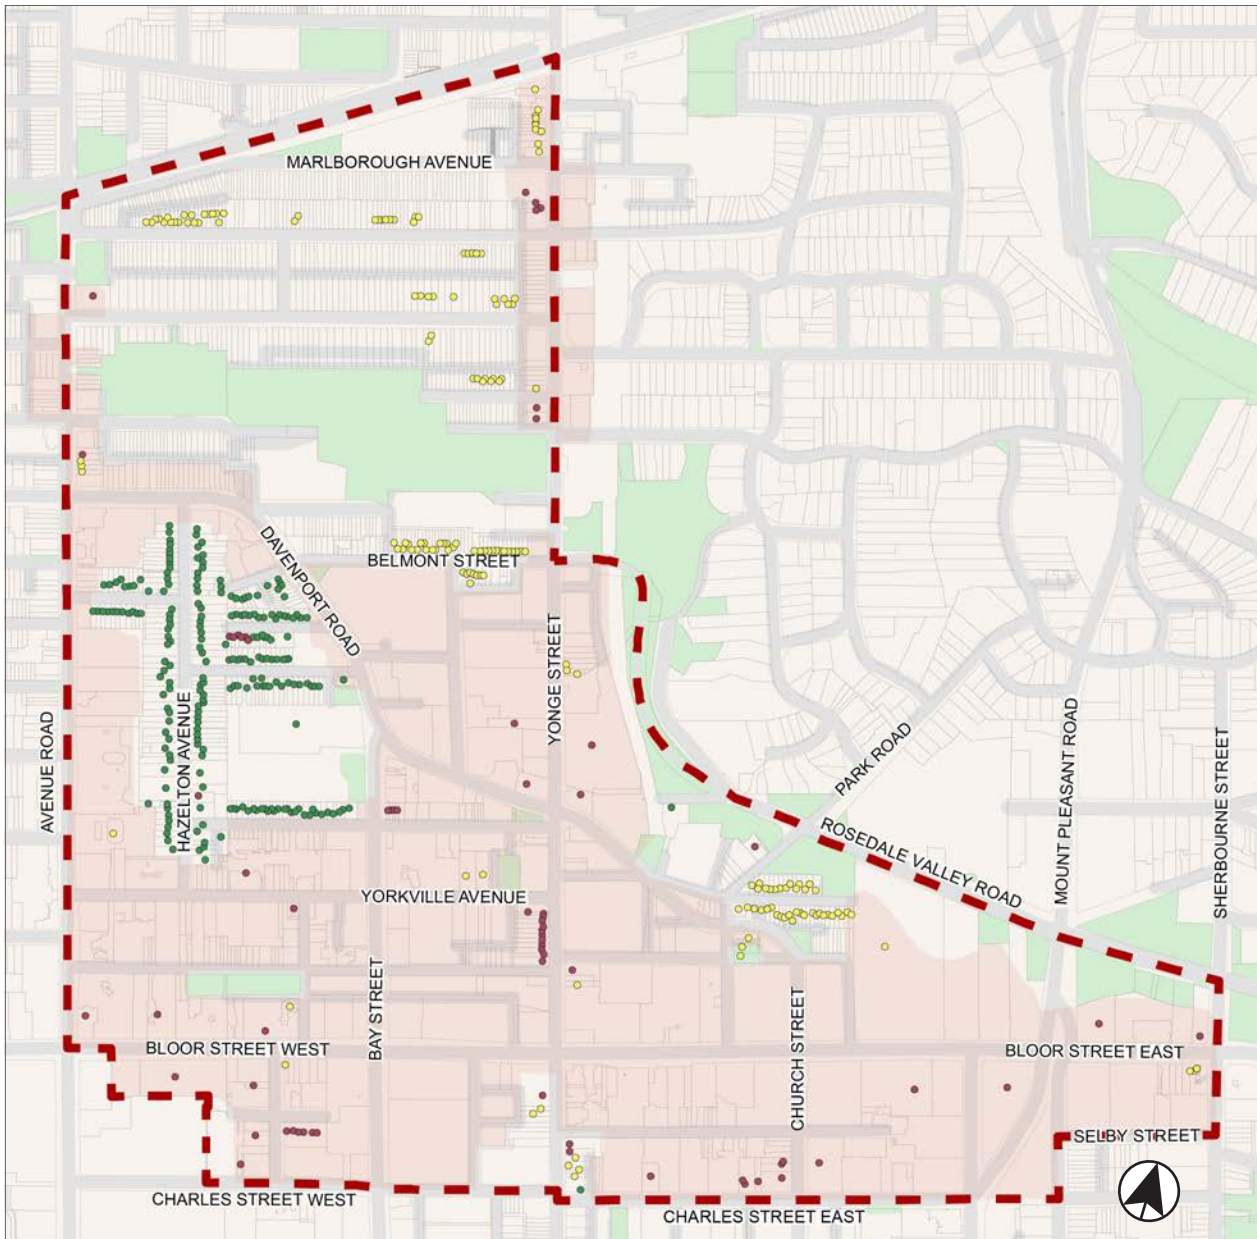 MARLBOROUGH AVENUE
DAVENPORT ROAD
BELMONT STREET
YONGE STREET
AVENUE ROAD
HAZELTON AVENUE
PARK ROAD
MOUNT PLEASANT ROAD
SHERBOURNE STREET
ROSEDALE VALLEY ROAD
YORKVILLE AVENUE
BAY STREET
CHURCH STREET
BLOOR STREET WEST
BLOOR STREET EAST
SELBY STREET
CHARLES STREET WEST
CHARLES STREET EAST